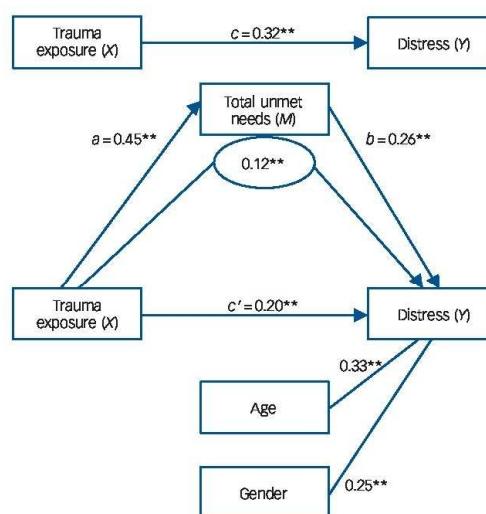 Trauma
exposure (X)
c = 0.32**
Distress (Y)
Total unmet
needs (M)
a = 0.45**
b = 0.26**
0.12**
Trauma
exposure (X)
c′ = 0.20**
Distress (Y)
0.33**
Age
Gender
0.25**